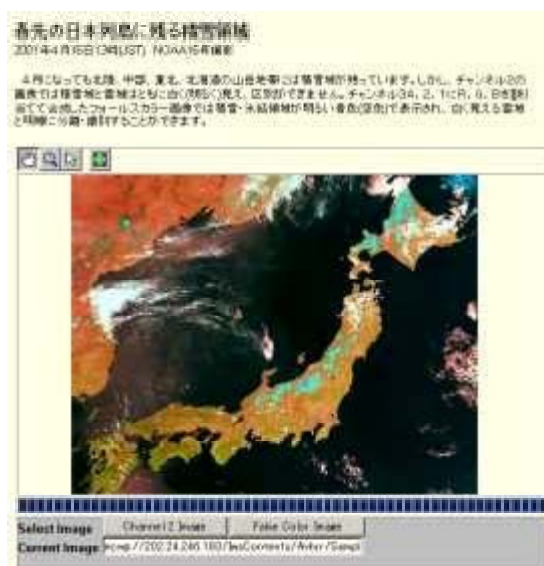 春先の日本列島に残る積雪領域
2001年4月15日13時(JST) NOAA16号撮影
4月になっても北陸、中部、東北、北海道の山岳地帯には積雪域が残っています。しかし、チャンネル2の
画像では積雪域と雲域はともに白く(明るく)見え、区別ができません。チャンネル3A、2、1にR、G、Bを割り
当てて合成したフォールスカラー画像では積雪・氷結領域が明るい青色(空色)で表示され、白く見える雲域
と明瞭に分離・識別することができます。
Select Image Channel 2 Image False Color Image
Current Image